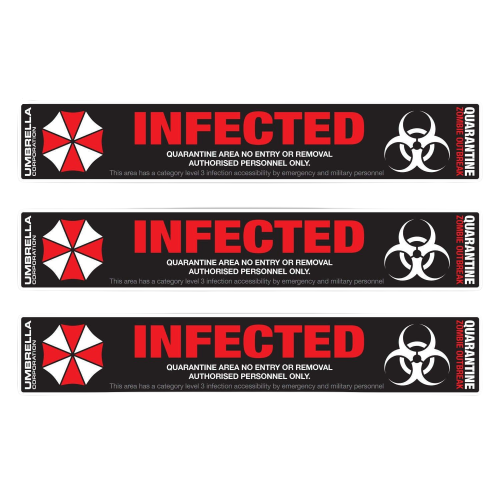 UMBRELLA
CORPORATION
INFECTED
QUARANTINE AREA NO ENTRY OR REMOVAL
AUTHORISED PERSONNEL ONLY.
This area has a category level 3 infection accessibility by emergency and military personnel
QUARANTINE
ZOMBIE OUTBREAK
UMBRELLA
CORPORATION
INFECTED
QUARANTINE AREA NO ENTRY OR REMOVAL
AUTHORISED PERSONNEL ONLY.
This area has a category level 3 infection accessibility by emergency and military personnel
QUARANTINE
ZOMBIE OUTBREAK
UMBRELLA
CORPORATION
INFECTED
QUARANTINE AREA NO ENTRY OR REMOVAL
AUTHORISED PERSONNEL ONLY.
This area has a category level 3 infection accessibility by emergency and military personnel
QUARANTINE
ZOMBIE OUTBREAK